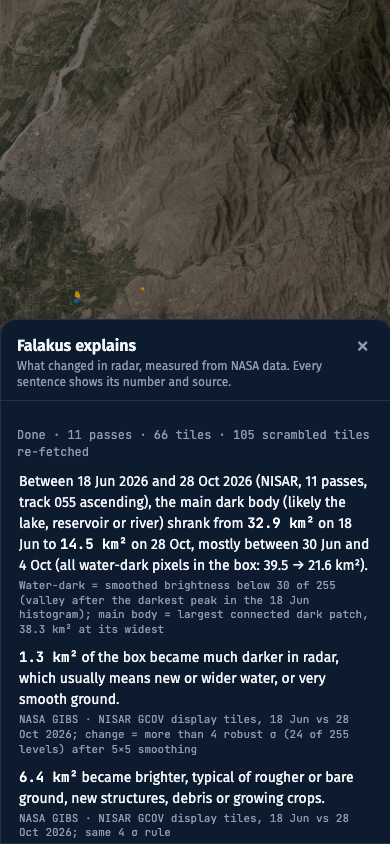 Falakus explains
×
What changed in radar, measured from NASA data. Every
sentence shows its number and source.
Done · 11 passes · 66 tiles · 105 scrambled tiles
re-fetched
Between 18 Jun 2026 and 28 Oct 2026 (NISAR, 11 passes,
track 055 ascending), the main dark body (likely the
lake, reservoir or river) shrank from 32.9 km² on 18
Jun to 14.5 km² on 28 Oct, mostly between 30 Jun and
4 Oct (all water-dark pixels in the box: 39.5 → 21.6 km²).
Water-dark = smoothed brightness below 30 of 255
(valley after the darkest peak in the 18 Jun
histogram); main body = largest connected dark patch,
38.3 km² at its widest
1.3 km² of the box became much darker in radar,
which usually means new or wider water, or very
smooth ground.
NASA GIBS · NISAR GCOV display tiles, 18 Jun vs 28
Oct 2026; change = more than 4 robust σ (24 of 255
levels) after 5×5 smoothing
6.4 km² became brighter, typical of rougher or bare
ground, new structures, debris or growing crops.
NASA GIBS · NISAR GCOV display tiles, 18 Jun vs 28
Oct 2026; same 4 σ rule